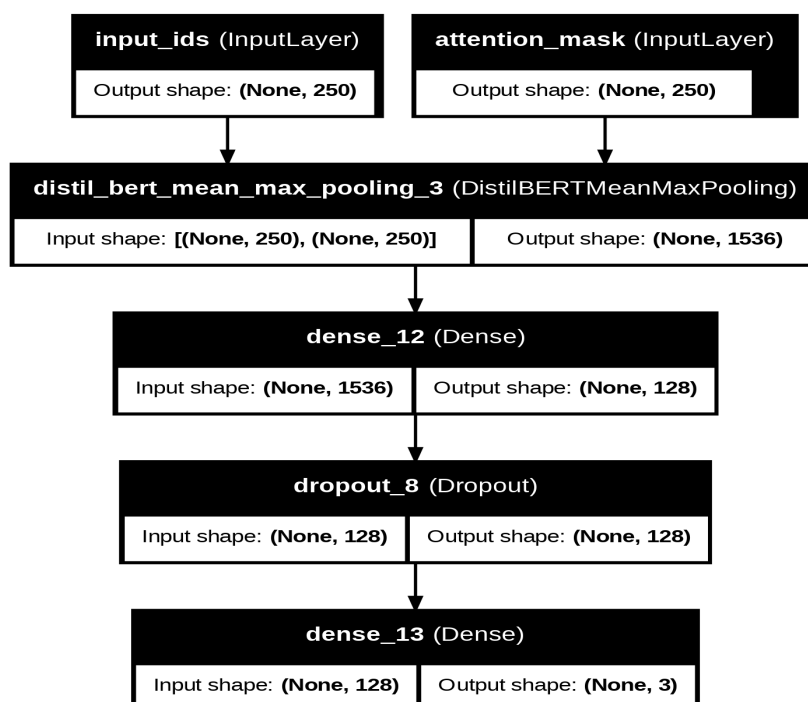 input_ids (InputLayer)
attention_mask (InputLayer)
Output shape: (None, 250)
Output shape: (None, 250)
distil_bert_mean_max_pooling_3 (DistilBERTMeanMaxPooling)
Input shape: [(None, 250), (None, 250)]
Output shape: (None, 1536)
dense_12 (Dense)
Input shape: (None, 1536)
Output shape: (None, 128)
dropout_8 (Dropout)
Input shape: (None, 128)
Output shape: (None, 128)
dense_13 (Dense)
Input shape: (None, 128)
Output shape: (None, 3)